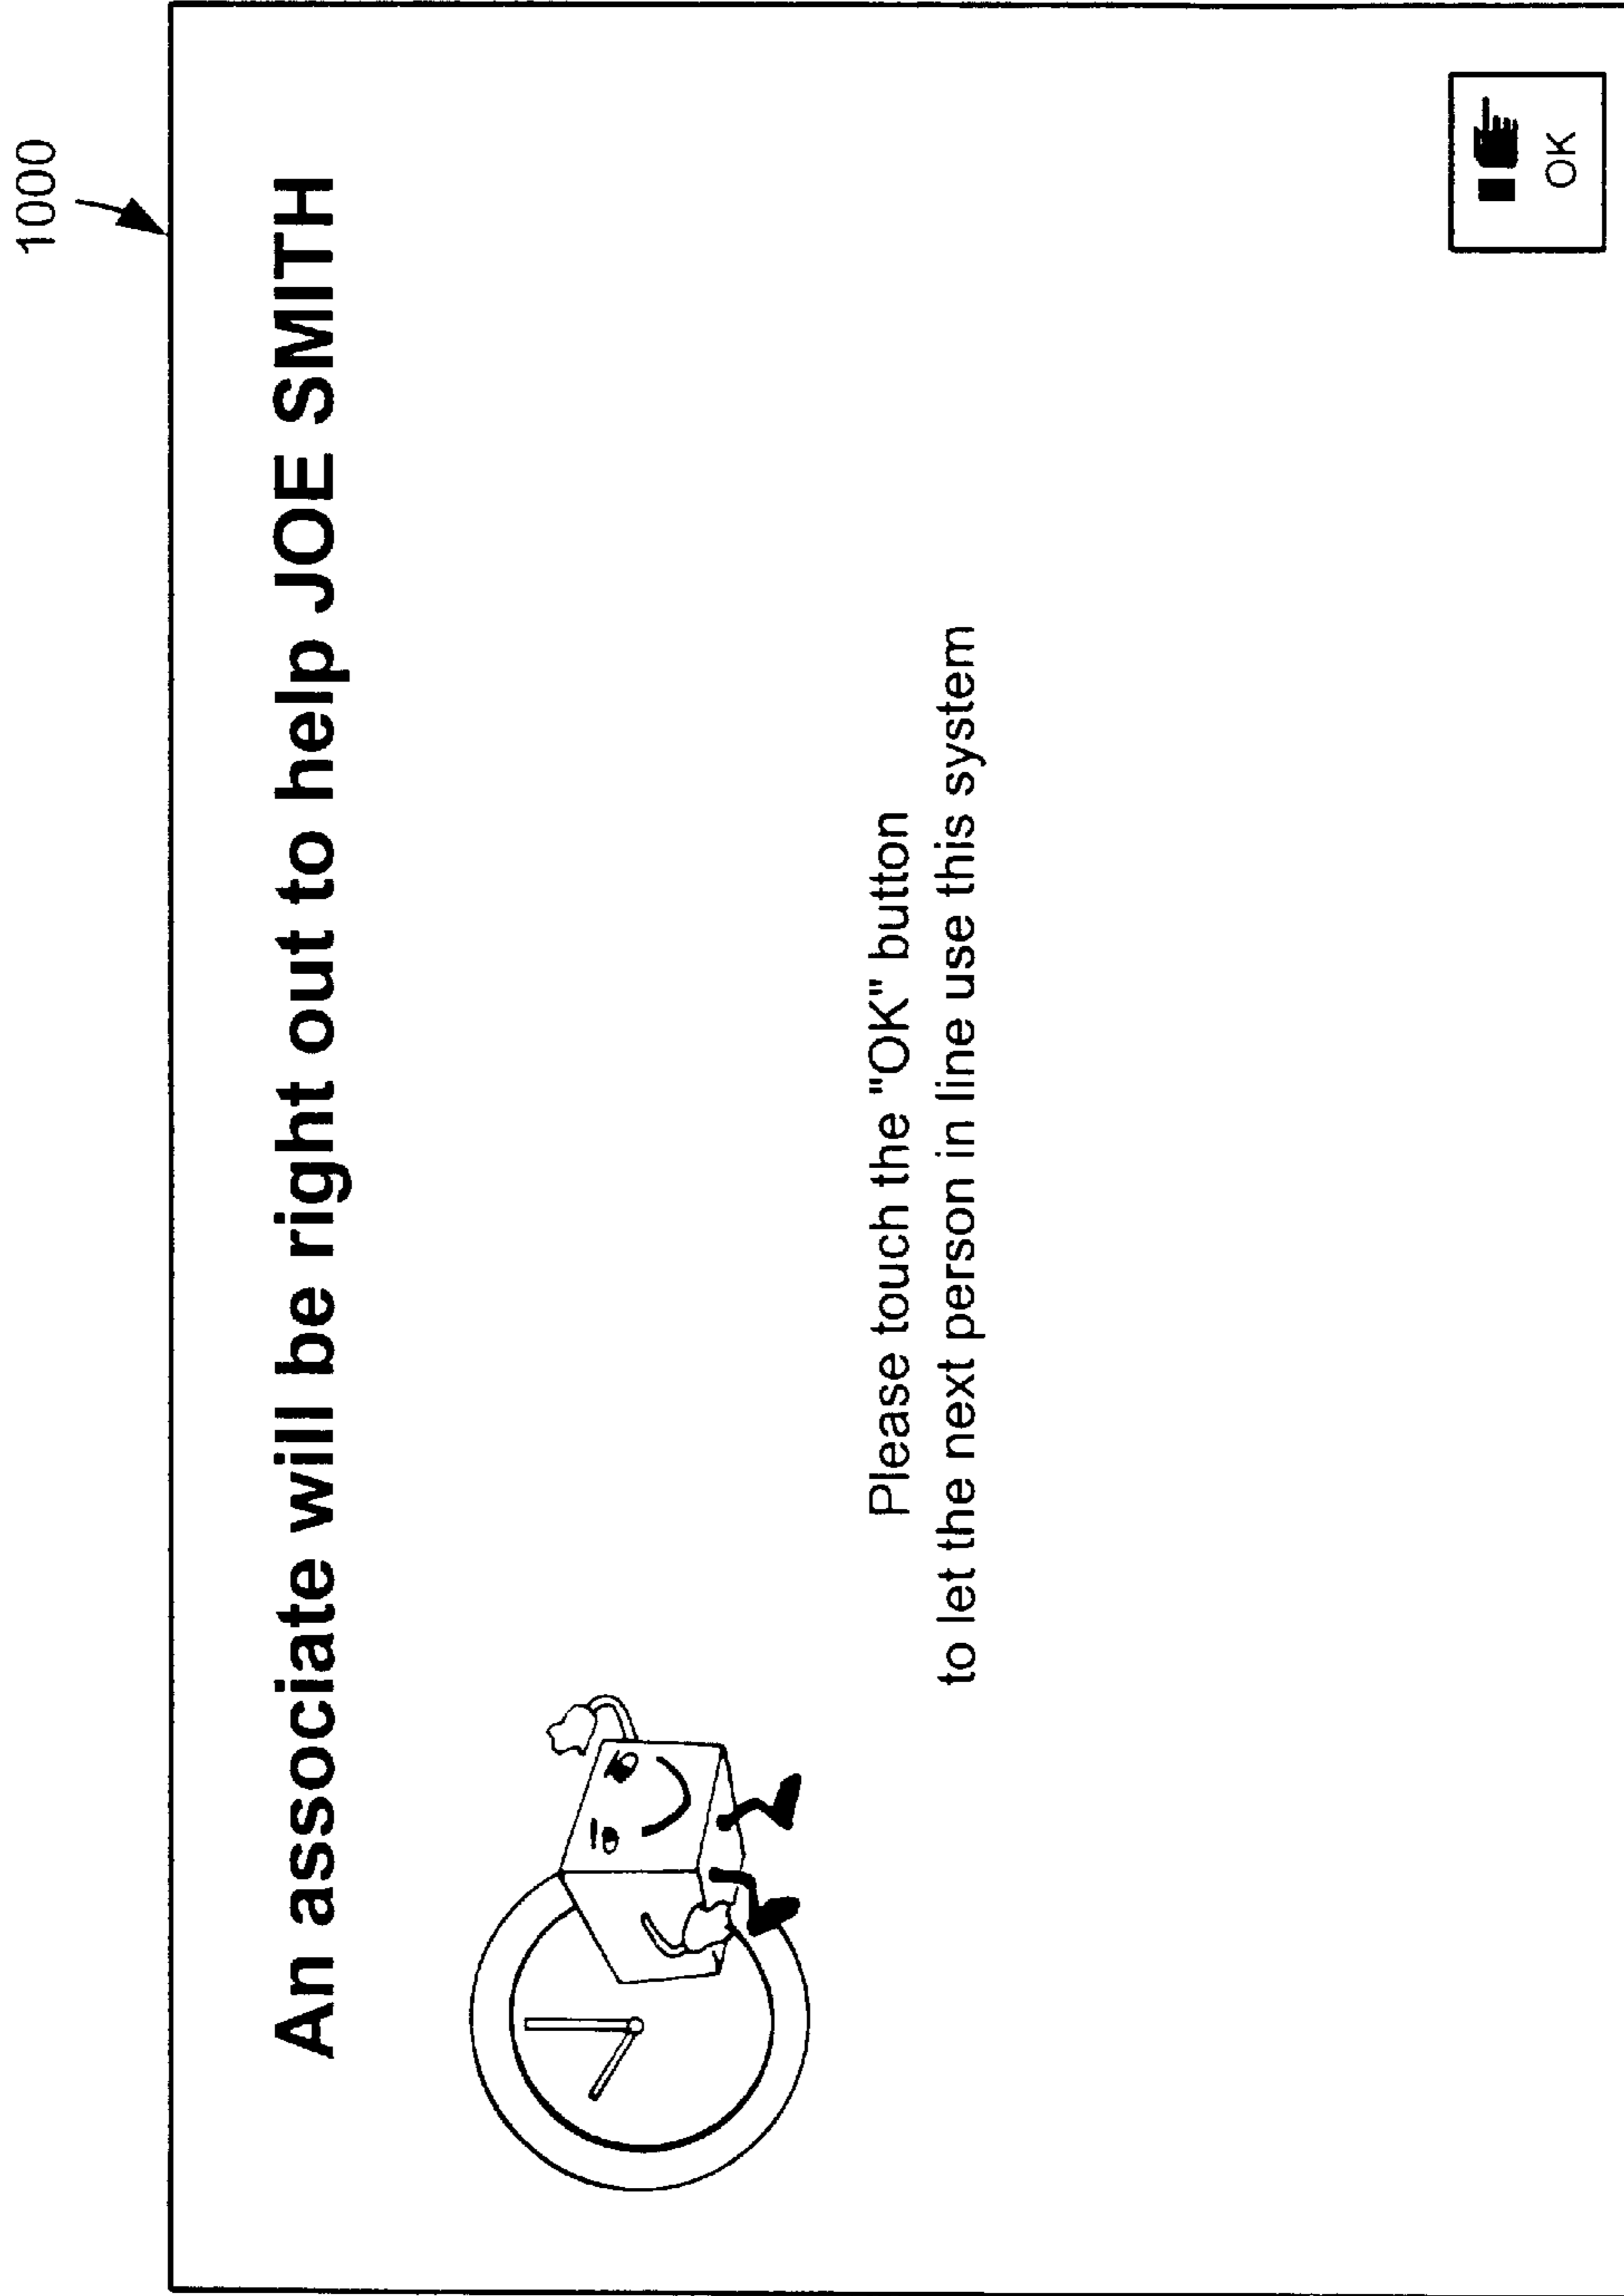 1000
An associate will be right out to help JOE SMITH
Please touch the "OK" button
to let the next person in line use this system
OK